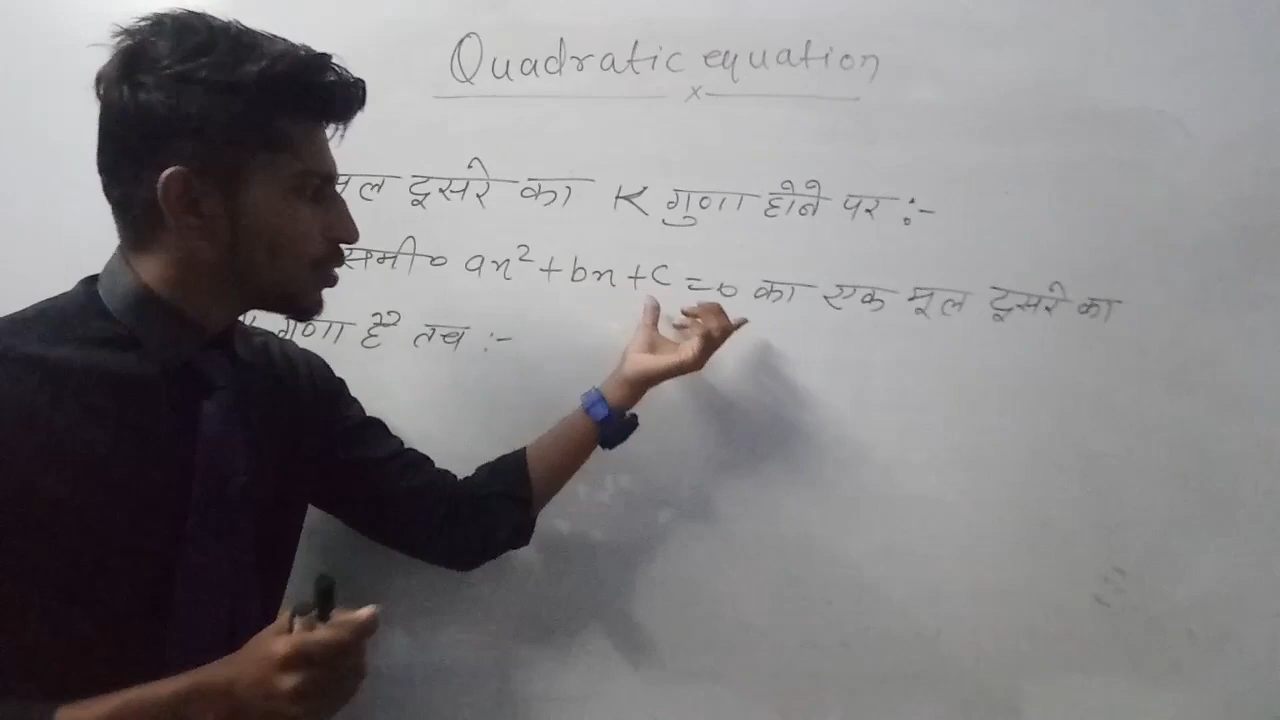 Quadratic equation
दूसरे का K गुणा होने पर :-
समी० ax² + bx + c = 0 का एक मूल दूसरे का
गुणा है तब :-